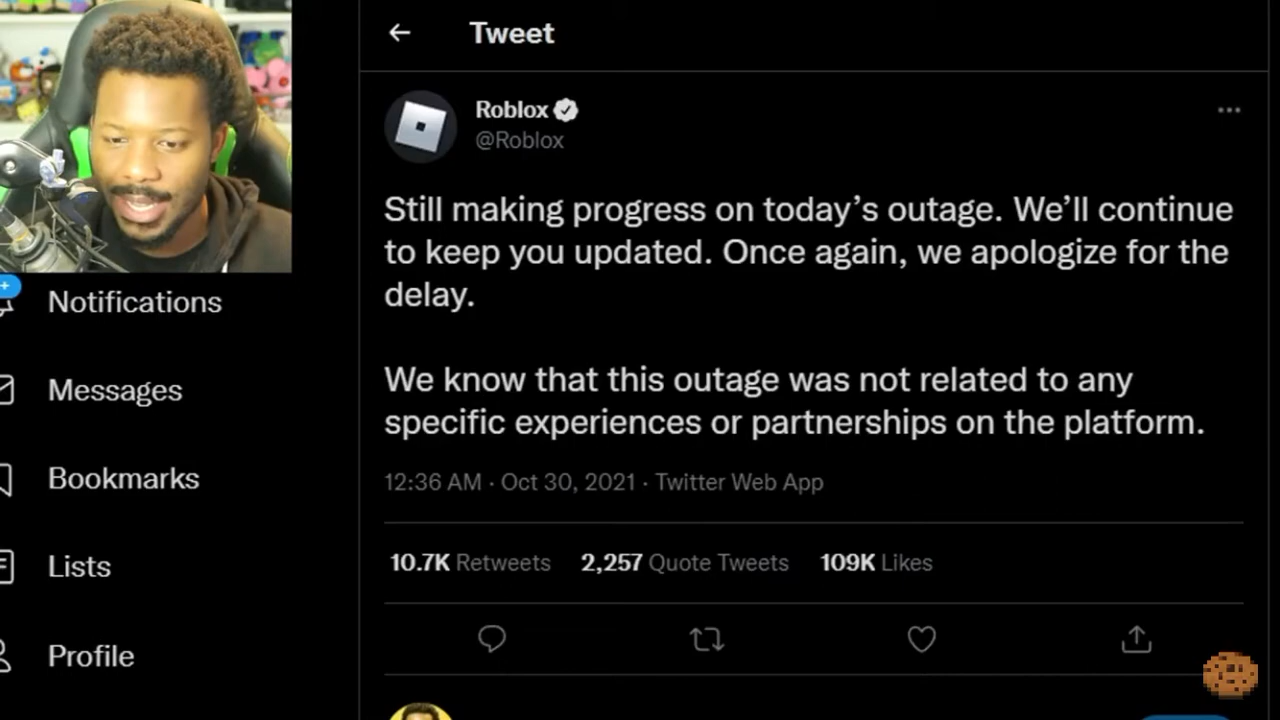 Tweet
Roblox
@Roblox
Still making progress on today’s outage. We’ll continue
to keep you updated. Once again, we apologize for the
delay.
We know that this outage was not related to any
specific experiences or partnerships on the platform.
12:36 AM · Oct 30, 2021 · Twitter Web App
10.7K Retweets 2,257 Quote Tweets 109K Likes
Notifications
Messages
Bookmarks
Lists
Profile